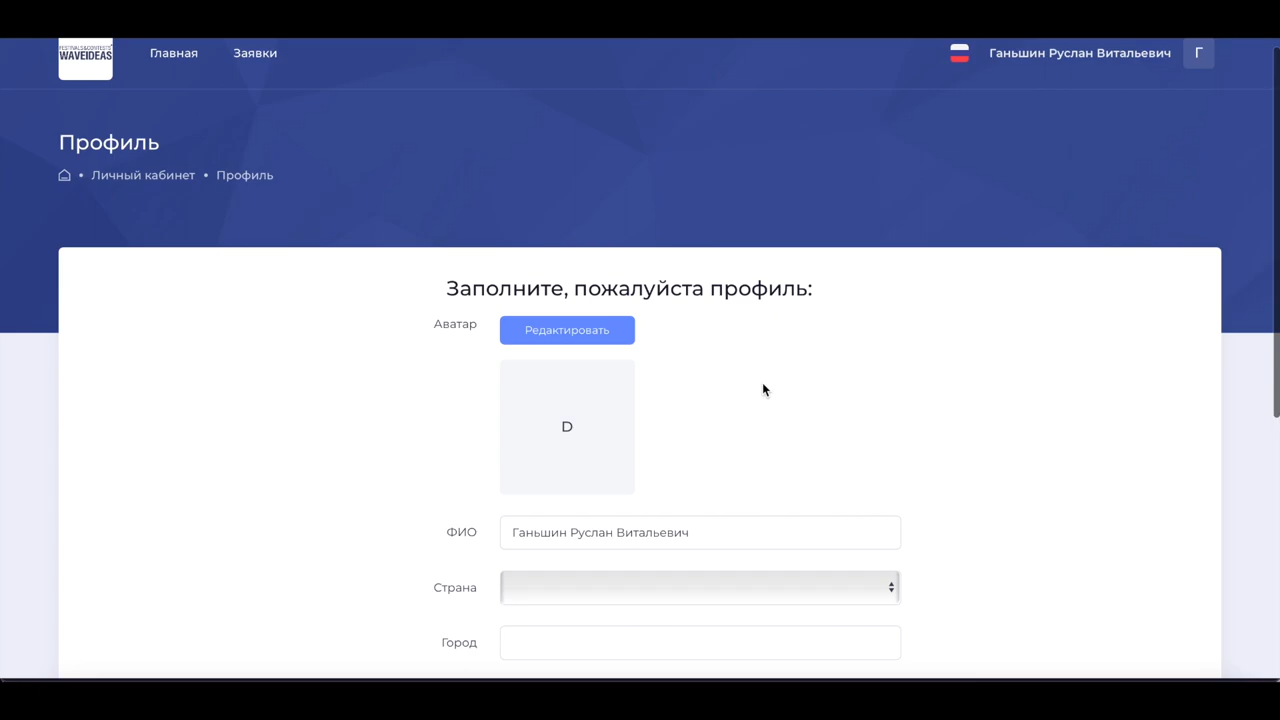 FESTIVALS&CONTESTS
WAVEIDEAS
Главная
Заявки
Ганьшин Руслан Витальевич
Г
Профиль
Личный кабинет • Профиль
Заполните, пожалуйста профиль:
Аватар
Редактировать
D
ФИО
Ганьшин Руслан Витальевич
Страна
Город